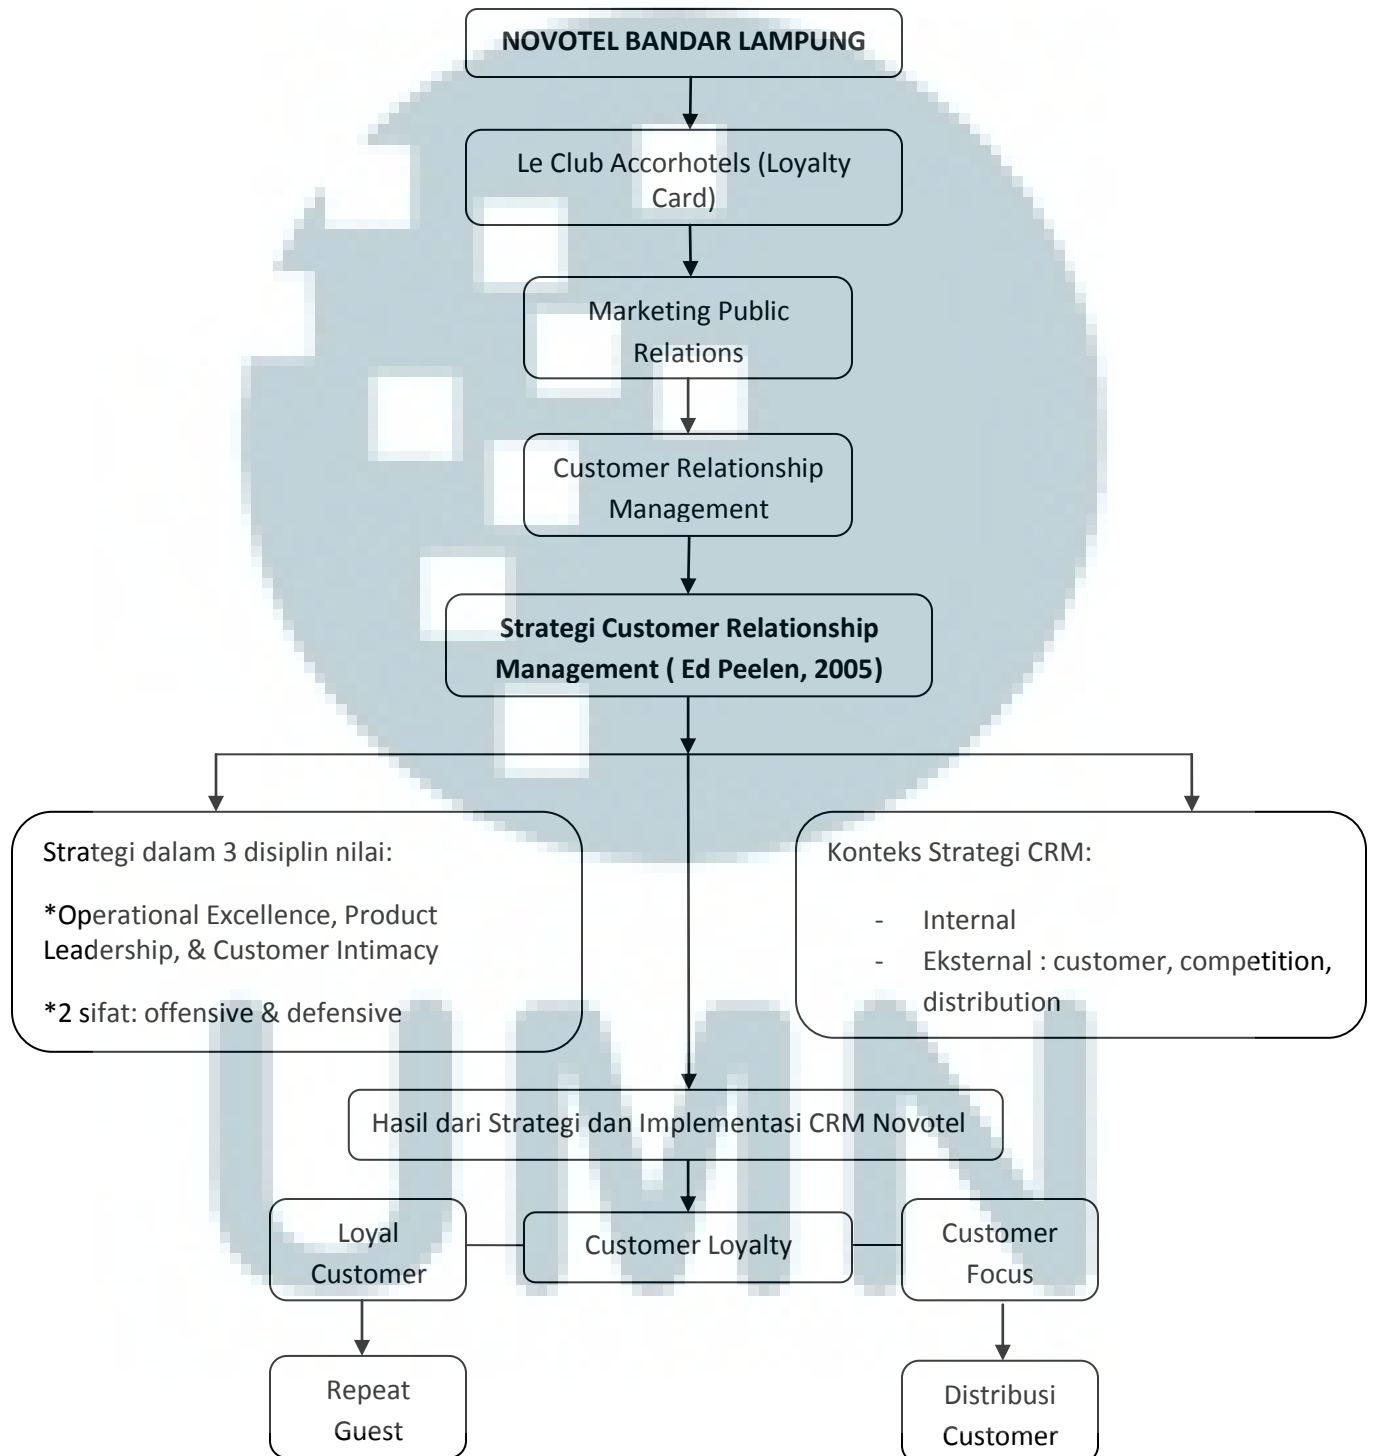 NOVOTEL BANDAR LAMPUNG
Le Club Accorhotels (Loyalty
Card)
Marketing Public
Relations
Customer Relationship
Management
Strategi Customer Relationship
Management ( Ed Peelen, 2005)
Strategi dalam 3 disiplin nilai:
*Operational Excellence, Product
Leadership, & Customer Intimacy
*2 sifat: offensive & defensive
Konteks Strategi CRM:
- Internal
- Eksternal : customer, competition,
distribution
Hasil dari Strategi dan Implementasi CRM Novotel
Loyal
Customer
Customer Loyalty
Customer
Focus
Repeat
Guest
Distribusi
Customer
UMN